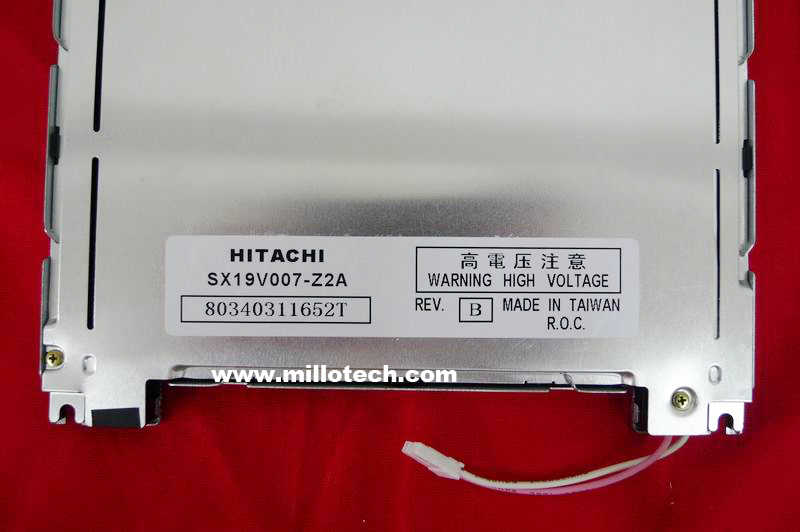 HITACHI
SX19V007-Z2A
80340311652T
高電圧注意
WARNING HIGH VOLTAGE
REV. B MADE IN TAIWAN
R.O.C.
www.millotech.com